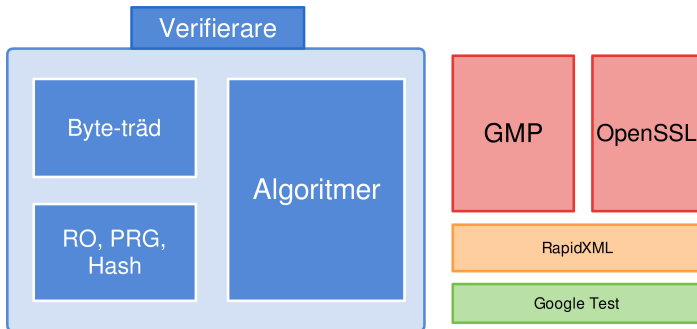 Verifierare
Byte-träd
Algoritmer
RO, PRG,
Hash
GMP
OpenSSL
RapidXML
Google Test